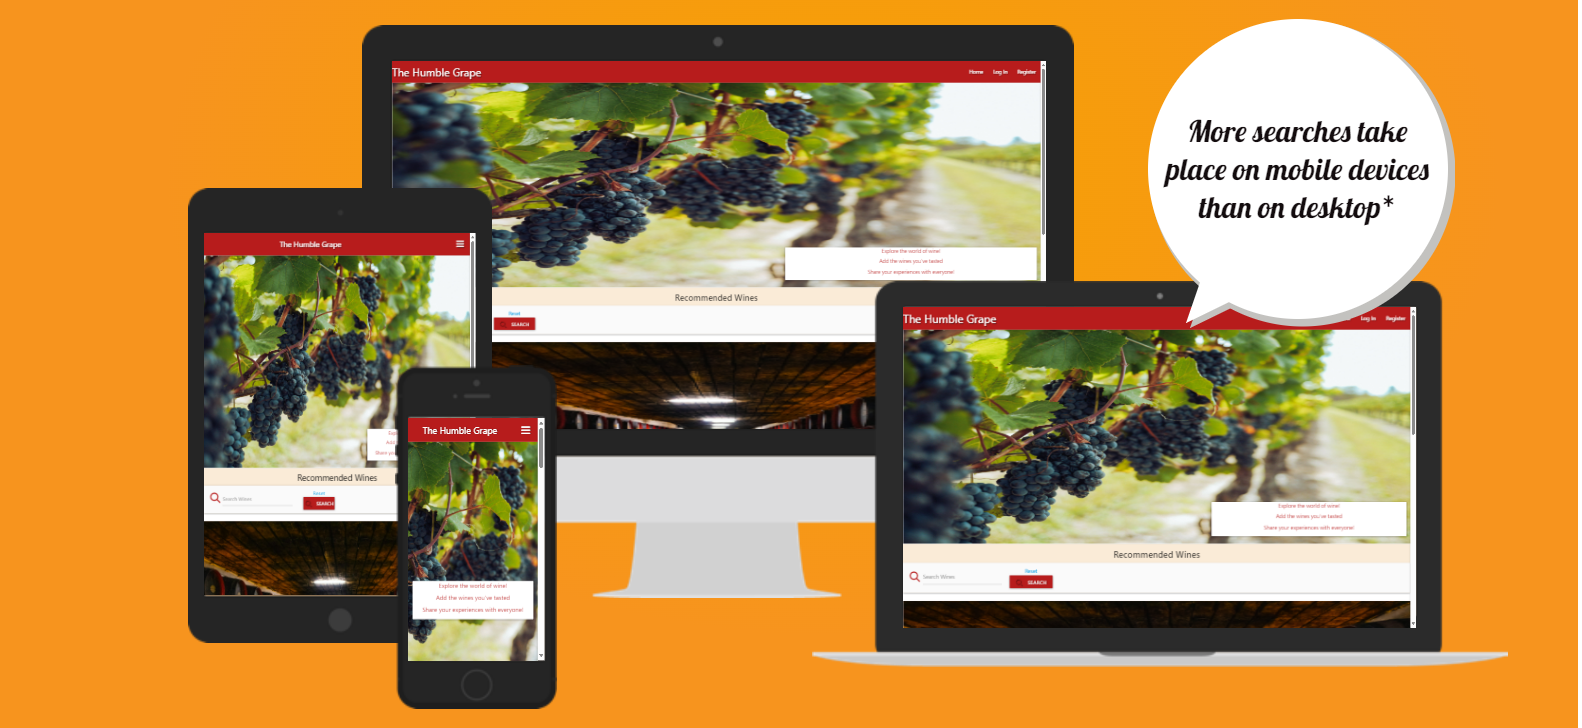 The Humble Grape
Home Log In Register
Explore the world of wine!
Add the wines you've tasted
Share your experiences with everyone!
Recommended Wines
Reset
SEARCH
More searches take
place on mobile devices
than on desktop*
The Humble Grape
Recommended Wines
Search Wines
Reset
SEARCH
The Humble Grape
Explore the world of wine!
Add the wines you've tasted
Share your experiences with everyone!
The Humble Grape
Log In Register
Explore the world of wine!
Add the wines you've tasted
Share your experiences with everyone!
Recommended Wines
Search Wines
Reset
SEARCH